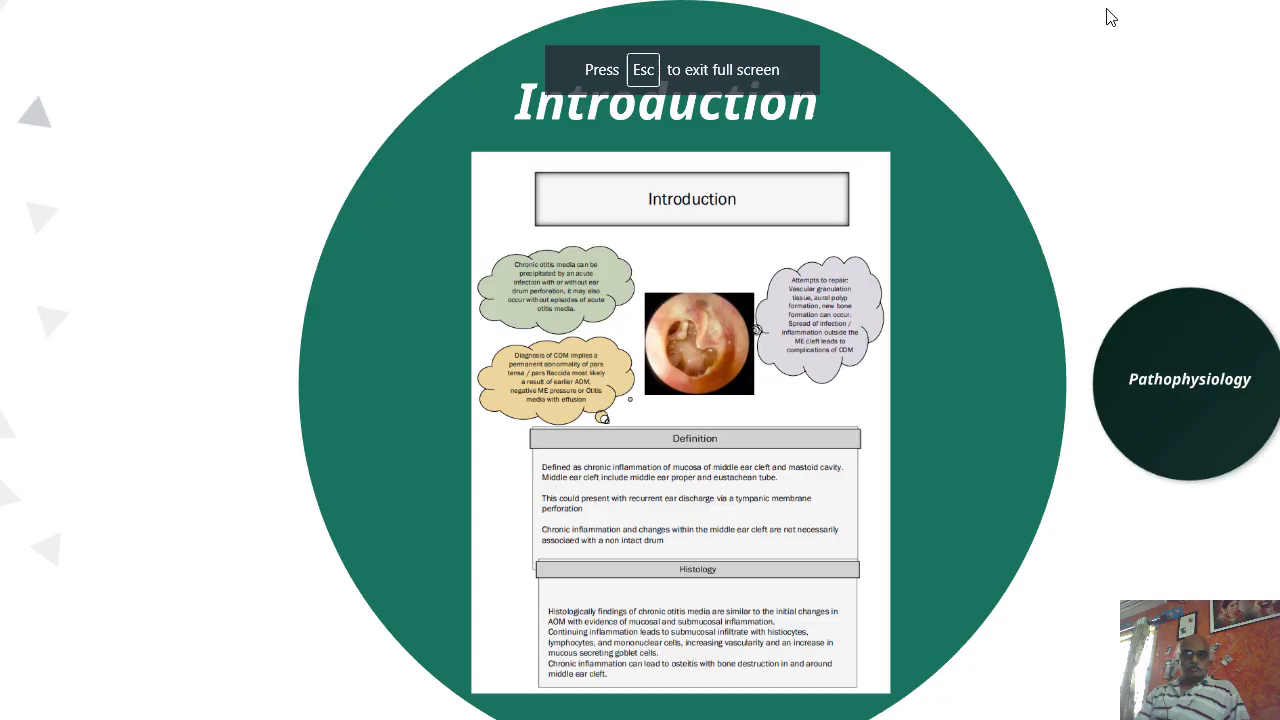 Press Esc to exit full screen
Introduction
Introduction
Chronic otitis media can be
precipitated by an acute
infection with or without ear
drum perforation, it may also
occur without episodes of acute
otitis media.
Attempts to repair:
Vascular granulation
tissue, aural polyp
formation, new bone
formation can occur.
Spread of infection /
inflammation outside the
ME cleft leads to
complications of COM
Diagnosis of COM implies a
permanent abnormality of pars
tensa / pars flaccida most likely
a result of earlier AOM,
negative ME pressure or Otitis
media with effusion
Pathophysiology
Definition
Defined as chronic inflammation of mucosa of middle ear cleft and mastoid cavity.
Middle ear cleft include middle ear proper and eustachean tube.
This could present with recurrent ear discharge via a tympanic membrane
perforation
Chronic inflammation and changes within the middle ear cleft are not necessarily
associaed with a non intact drum
Histology
Histologically findings of chronic otitis media are similar to the initial changes in
AOM with evidence of mucosal and submucosal inflammation.
Continuing inflammation leads to submucosal infiltrate with histiocytes,
lymphocytes, and mononuclear cells, increasing vascularity and an increase in
mucous secreting goblet cells.
Chronic inflammation can lead to osteitis with bone destruction in and around
middle ear cleft.